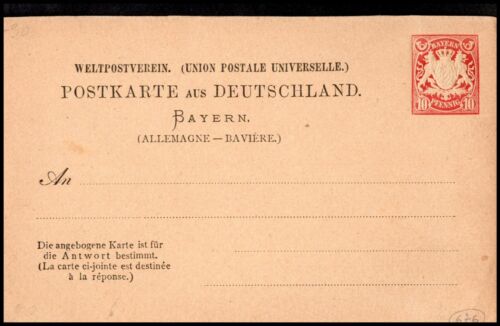 BAYERN
10 PFENNIG 10
WELTPOSTVEREIN. (UNION POSTALE UNIVERSELLE.)
POSTKARTE AUS DEUTSCHLAND.
BAYERN.
(ALLEMAGNE — BAVIÈRE.)
An
Die angebogene Karte ist für
die Antwort bestimmt.
(La carte ci-jointe est destinée
à la réponse.)